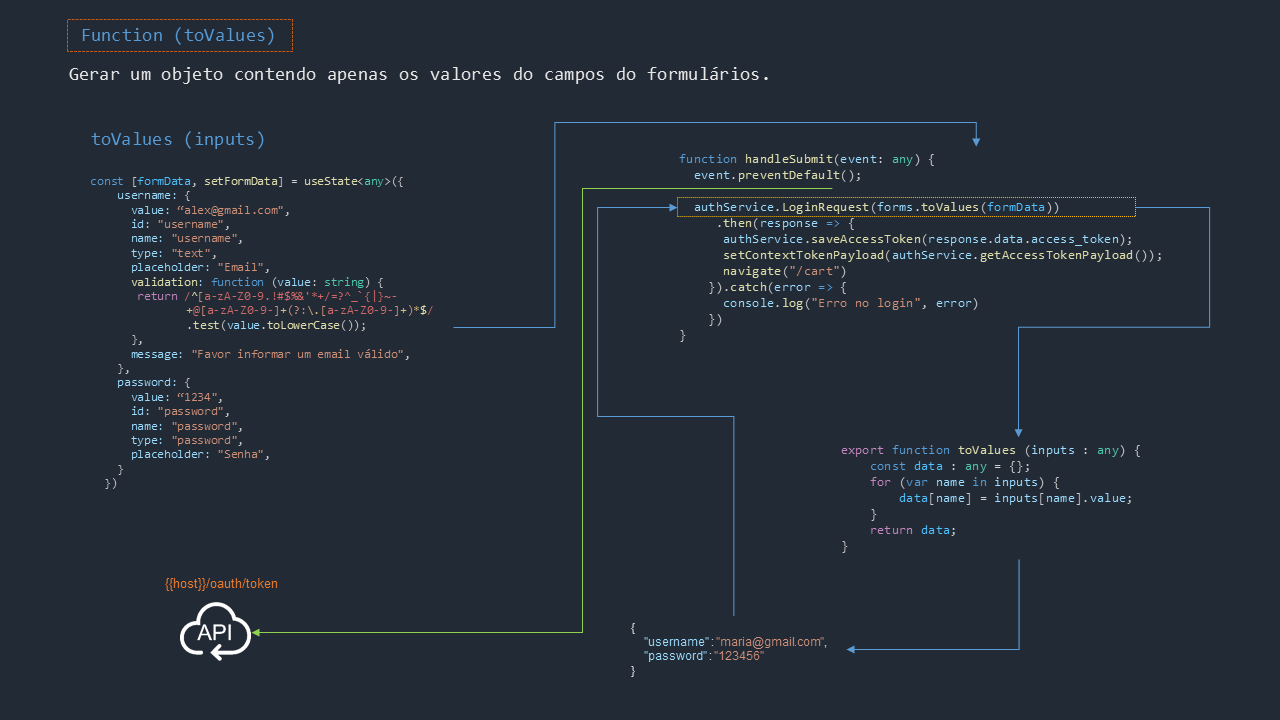 Function (toValues)
Gerar um objeto contendo apenas os valores do campos do formulários.
toValues (inputs)
const [formData, setFormData] = useState<any>({
username: {
value: “alex@gmail.com",
id: "username",
name: "username",
type: "text",
placeholder: "Email",
validation: function (value: string) {
return /^[a-zA-Z0-9.!#$%&'*+/=?^_`{|}~-
+@[a-zA-Z0-9-]+(?:\.[a-zA-Z0-9-]+)*$/
.test(value.toLowerCase());
},
message: "Favor informar um email válido",
},
password: {
value: “1234",
id: "password",
name: "password",
type: "password",
placeholder: "Senha",
}
})
function handleSubmit(event: any) {
event.preventDefault();
authService.LoginRequest(forms.toValues(formData))
.then(response => {
authService.saveAccessToken(response.data.access_token);
setContextTokenPayload(authService.getAccessTokenPayload());
navigate("/cart")
}).catch(error => {
console.log("Erro no login", error)
})
}
export function toValues (inputs : any) {
const data : any = {};
for (var name in inputs) {
data[name] = inputs[name].value;
}
return data;
}
{{host}}/oauth/token
API
{
"username":"maria@gmail.com",
"password":"123456"
}